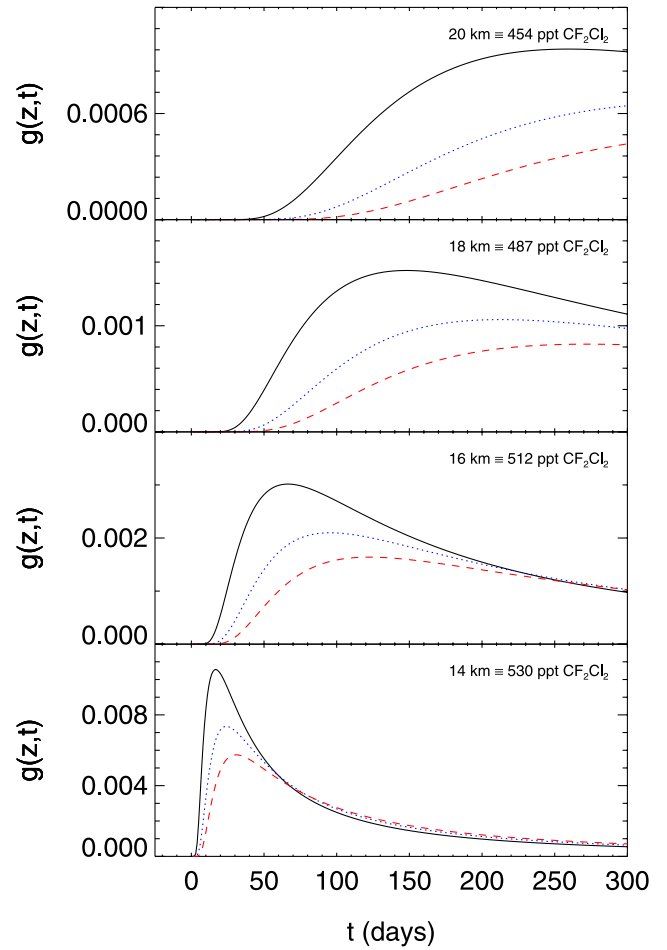 20 km ≡ 454 ppt CF₂Cl₂
g(z,t)
0.0006
0.0000
18 km ≡ 487 ppt CF₂Cl₂
g(z,t)
0.001
0.000
16 km ≡ 512 ppt CF₂Cl₂
g(z,t)
0.002
0.000
14 km ≡ 530 ppt CF₂Cl₂
g(z,t)
0.008
0.004
0.000
0 50 100 150 200 250 300
t (days)